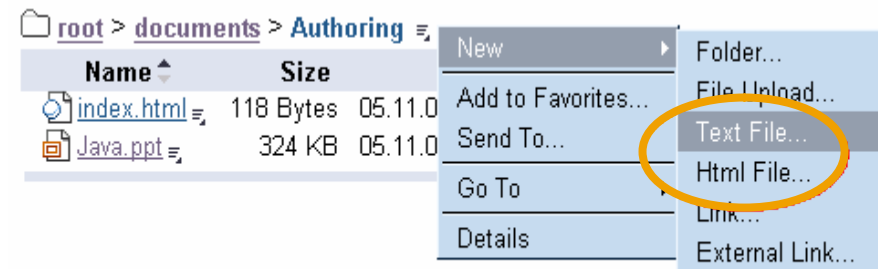 root > documents > Authoring
Name Size
index.html 118 Bytes 05.11.0
Java.ppt 324 KB 05.11.0
New
Add to Favorites...
Send To...
Go To
Details
Folder...
File Upload...
Text File...
Html File...
Link...
External Link...